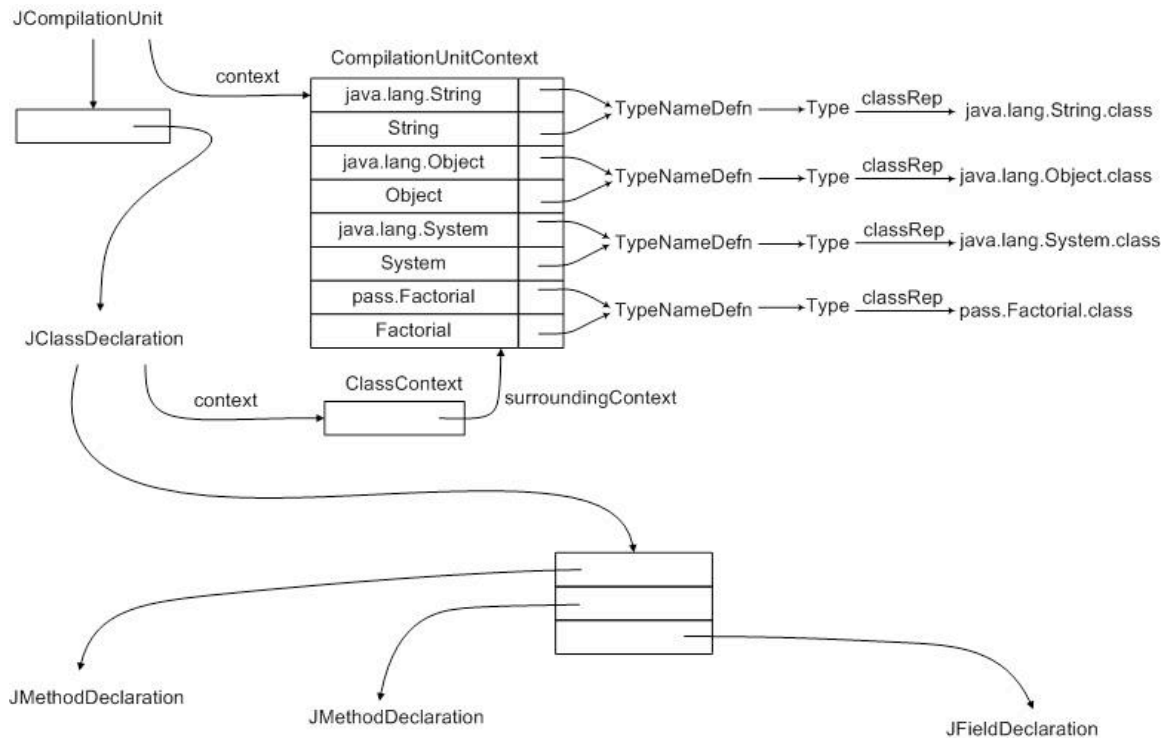 JCompilationUnit
CompilationUnitContext
context
java.lang.String
String
TypeNameDefn
Type
classRep
java.lang.String.class
java.lang.Object
Object
TypeNameDefn
Type
classRep
java.lang.Object.class
java.lang.System
System
TypeNameDefn
Type
classRep
java.lang.System.class
pass.Factorial
Factorial
TypeNameDefn
Type
classRep
pass.Factorial.class
JClassDeclaration
ClassContext
context
surroundingContext
JMethodDeclaration
JMethodDeclaration
JFieldDeclaration